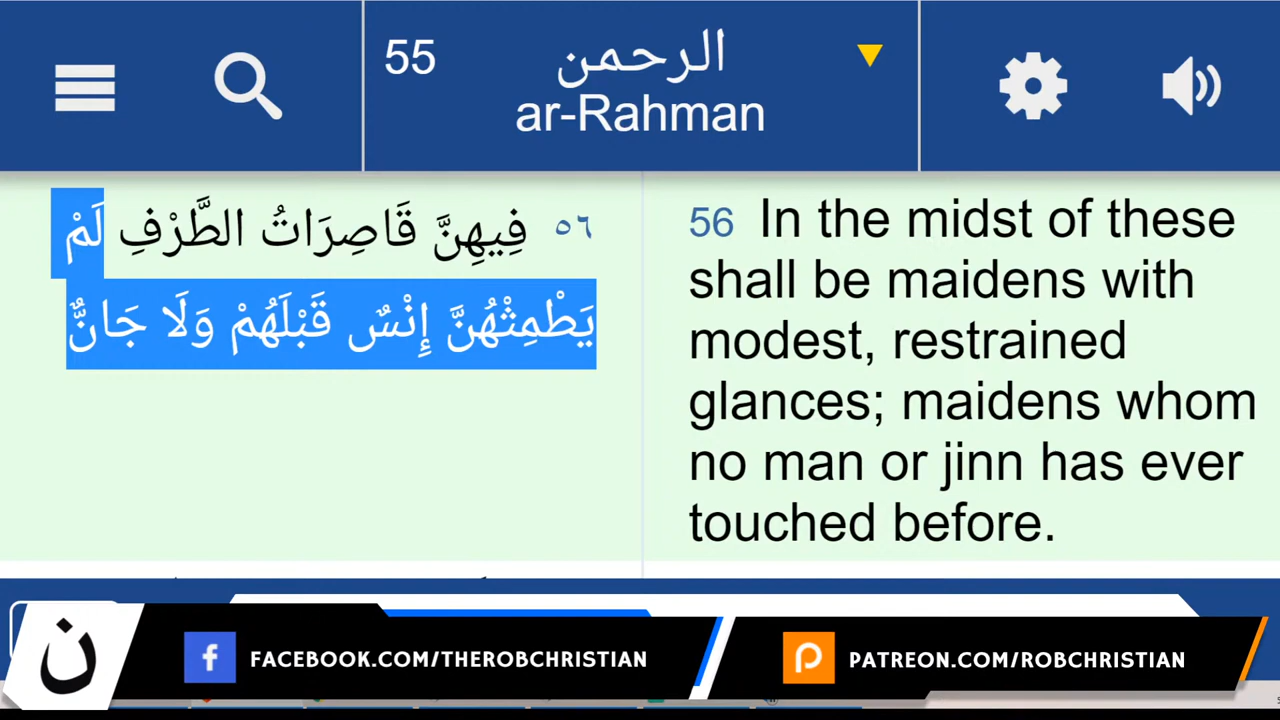 55
الرحمن
ar-Rahman
٥٦ فِيهِنَّ قَاصِرَاتُ الطَّرْفِ لَمْ
يَطْمِثْهُنَّ إِنْسٌ قَبْلَهُمْ وَلَا جَانٌّ
56 In the midst of these
shall be maidens with
modest, restrained
glances; maidens whom
no man or jinn has ever
touched before.
ن
FACEBOOK.COM/THEROBCHRISTIAN
PATREON.COM/ROBCHRISTIAN